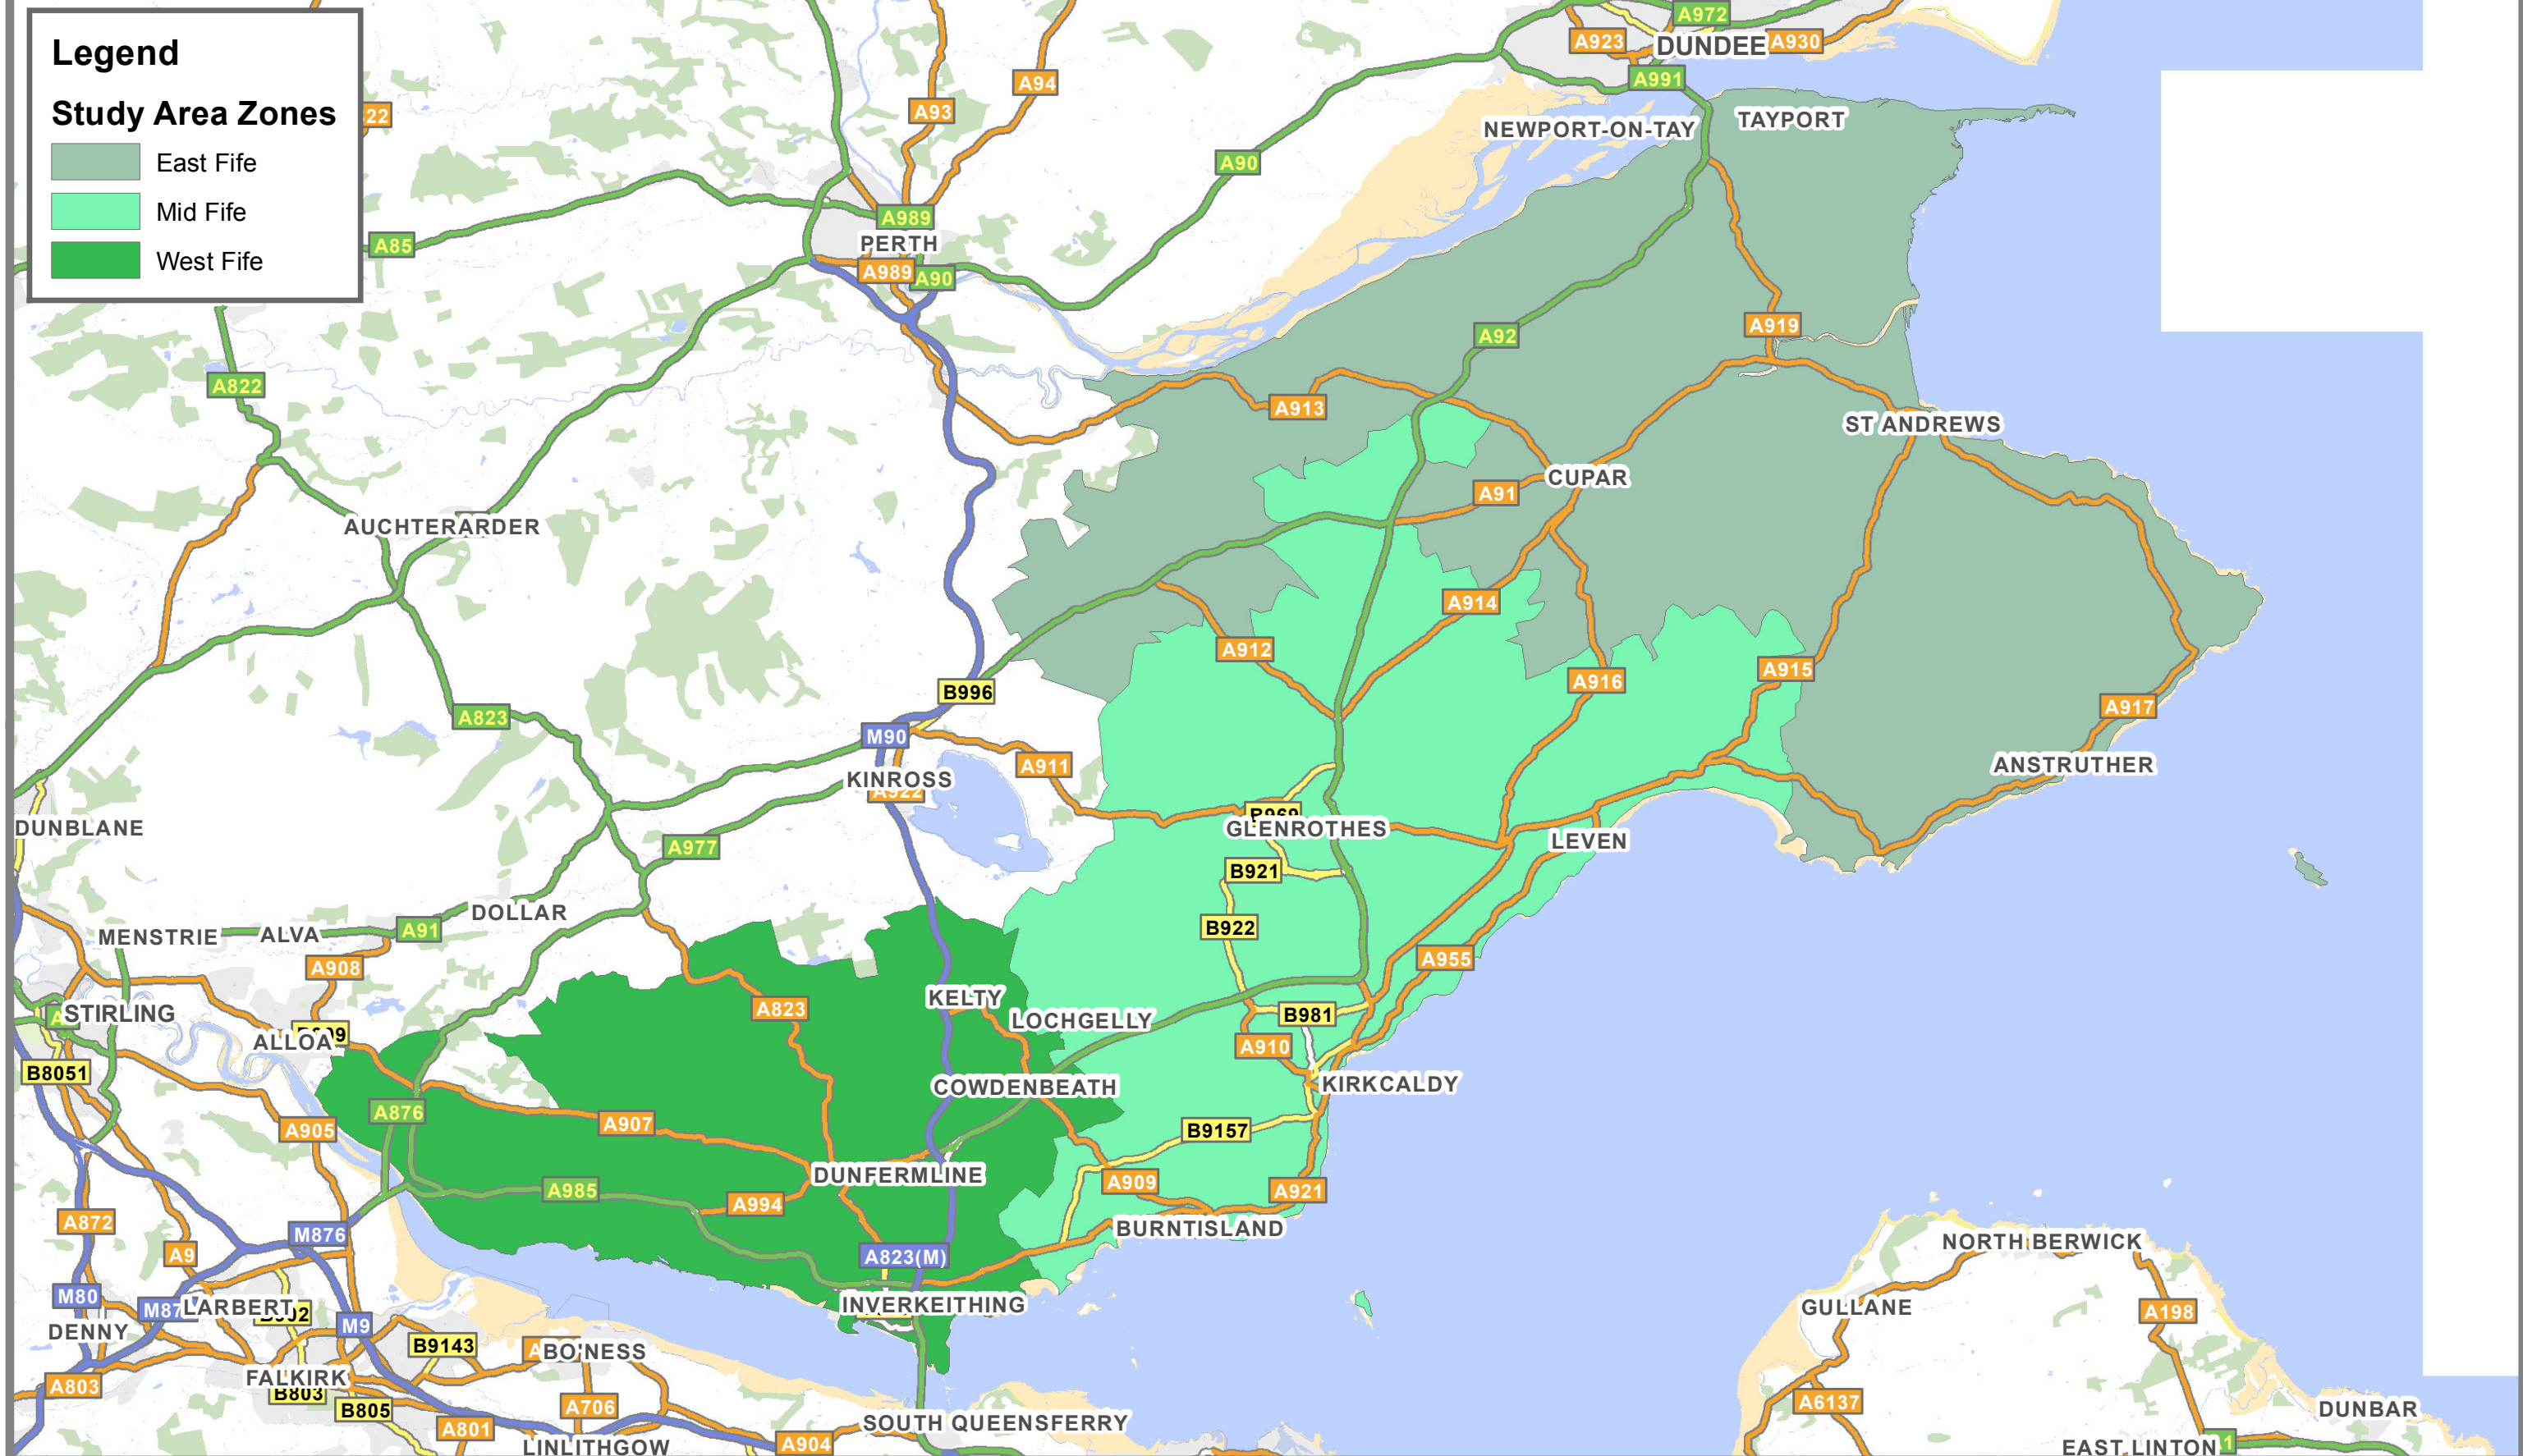 Legend
Study Area Zones
East Fife
Mid Fife
West Fife
A972
A923
DUNDEE
A930
A991
A94
A93
22
TAYPORT
NEWPORT-ON-TAY
A90
A989
A85
PERTH
A989
A90
A919
A92
A822
A913
ST ANDREWS
CUPAR
A91
AUCHTERARDER
A914
A912
A915
A916
B996
A917
A823
M90
A911
ANSTRUTHER
KINROSS
A922
B969
DUNBLANE
GLENROTHES
LEVEN
A977
B921
DOLLAR
B922
A91
MENSTRIE
ALVA
A955
A908
KELTY
A823
STIRLING
B981
LOCHGELLY
ALLOA
A910
B8051
KIRKCALDY
COWDENBEATH
A876
A907
A905
B9157
DUNFERMLINE
A909
A985
A921
A994
A872
BURNTISLAND
M876
NORTH BERWICK
A9
A823(M)
M80
INVERKEITHING
M87
LARBERT
GULLANE
A198
M9
DENNY
B9143
BO'NESS
FALKIRK
A803
B803
A6137
A706
B805
DUNBAR
SOUTH QUEENSFERRY
A801
A904
LINLITHGOW
EAST LINTON